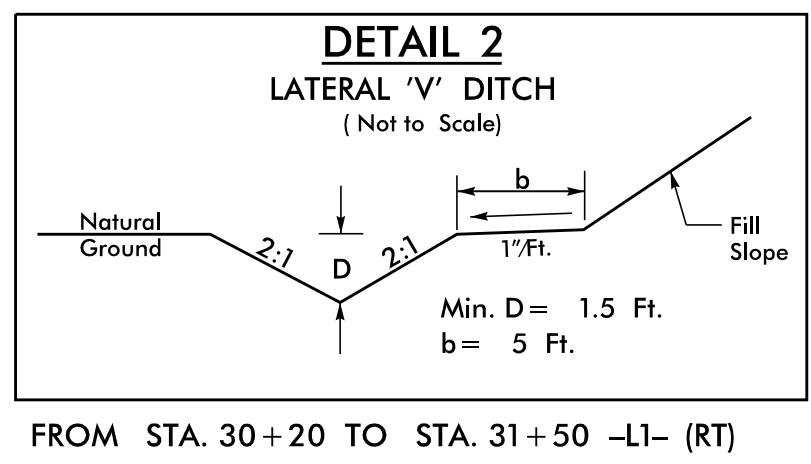 DETAIL 2
LATERAL 'V' DITCH
( Not to Scale)
b
Natural
Ground
2:1
D
2:1
1"/Ft.
Fill
Slope
Min. D= 1.5 Ft.
b= 5 Ft.
FROM STA. 30+20 TO STA. 31+50 -L1- (RT)